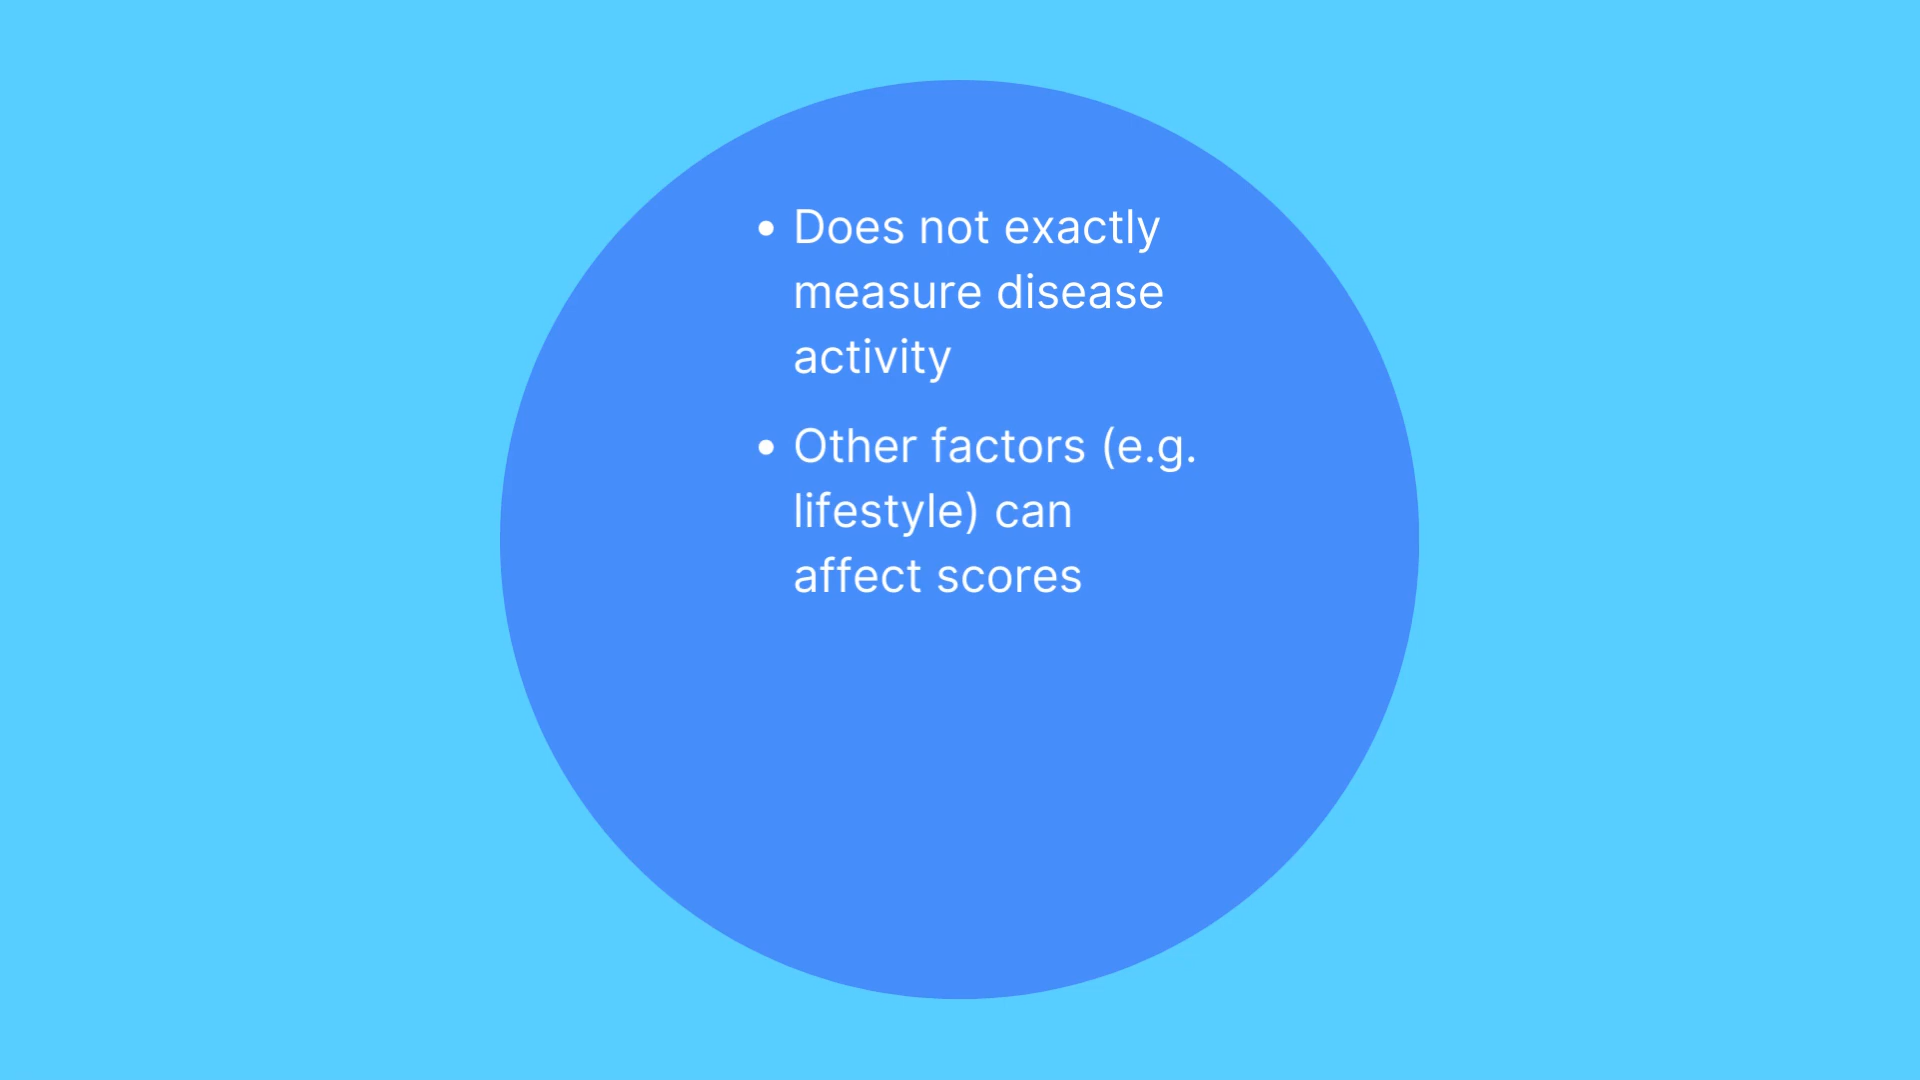 • Does not exactly
measure disease
activity
• Other factors (e.g.
lifestyle) can
affect scores